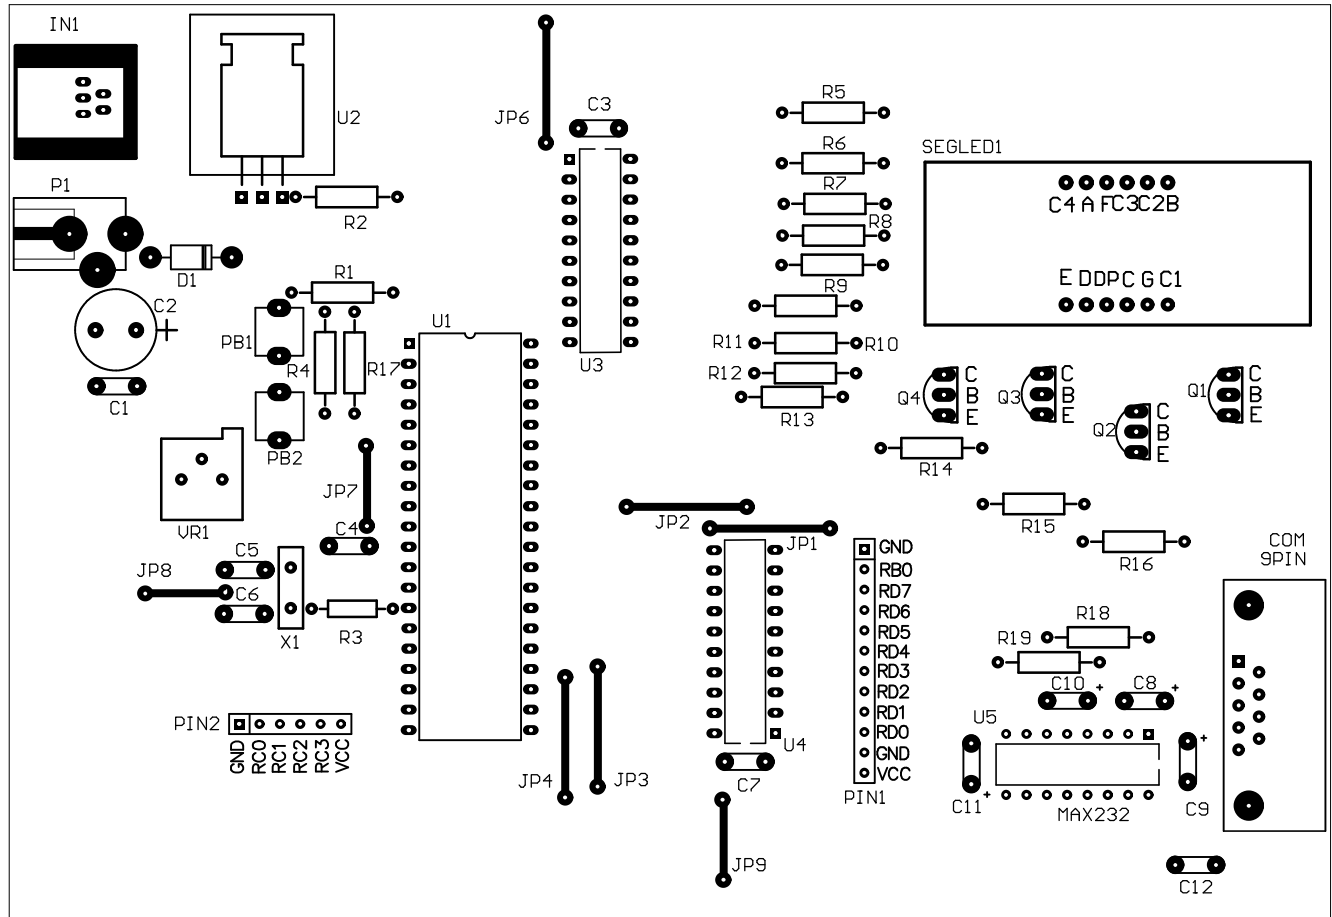 IN1
U2
JP6
C3
R5
R6
SEGLED1
P1
R2
R7
C4 A F C3 C2 B
R8
D1
R1
R9
E D DP C G C1
C2
PB1
U1
R11
R10
R4
R17
U3
R12
C1
R13
Q4
C
B
E
Q3
C
B
E
Q1
C
B
E
Q2
C
B
E
PB2
R14
JP7
VR1
JP2
R15
C4
JP1
COM
9PIN
C5
JP8
R16
C6
R3
X1
GND
RB0
RD7
RD6
RD5
RD4
RD3
RD2
RD1
RD0
GND
VCC
PIN1
R18
R19
C10 +
C8 +
U5
PIN2
GND
RC0
RC1
RC2
RC3
VCC
U4
C7
JP4
JP3
C11 +
MAX232
+
C9
JP9
C12